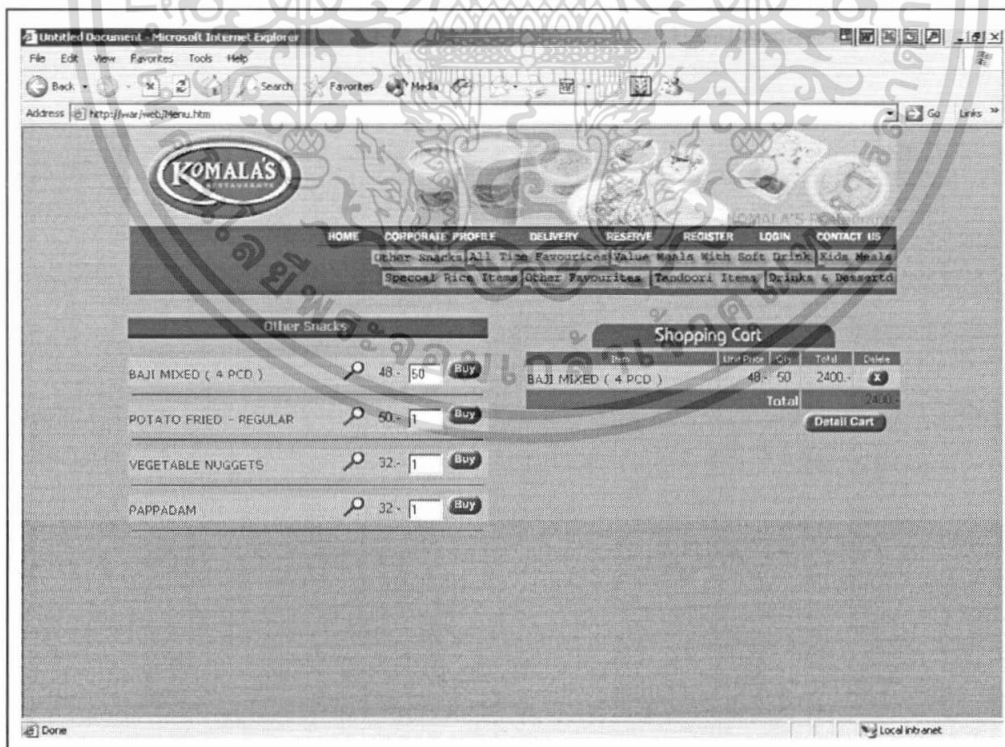 Untitled Document - Microsoft Internet Explorer
File Edit View Favorites Tools Help
Back Search Favorites Media
Address http://war/web/Menu.htm Go Links »
KOMALA'S
RESTAURANTS
KOMALA'S
HOME CORPORATE PROFILE DELIVERY RESERVE REGISTER LOGIN CONTACT US
Other Snacks All Time Favourites Value Meals With Soft Drink Kids Meals
Specoal Rice Items Other Favourites Tandoori Items Drinks & Dessertd
Other Snacks
BAJI MIXED ( 4 PCD ) 48.- 50 Buy
POTATO FRIED - REGULAR 50.- 1 Buy
VEGETABLE NUGGETS 32.- 1 Buy
PAPPADAM 32.- 1 Buy
Shopping Cart
Item Unit Price Qty Total Delete
BAJI MIXED ( 4 PCD ) 48.- 50 2400.- X
Total 2400.-
Detail Cart
Done Local intranet